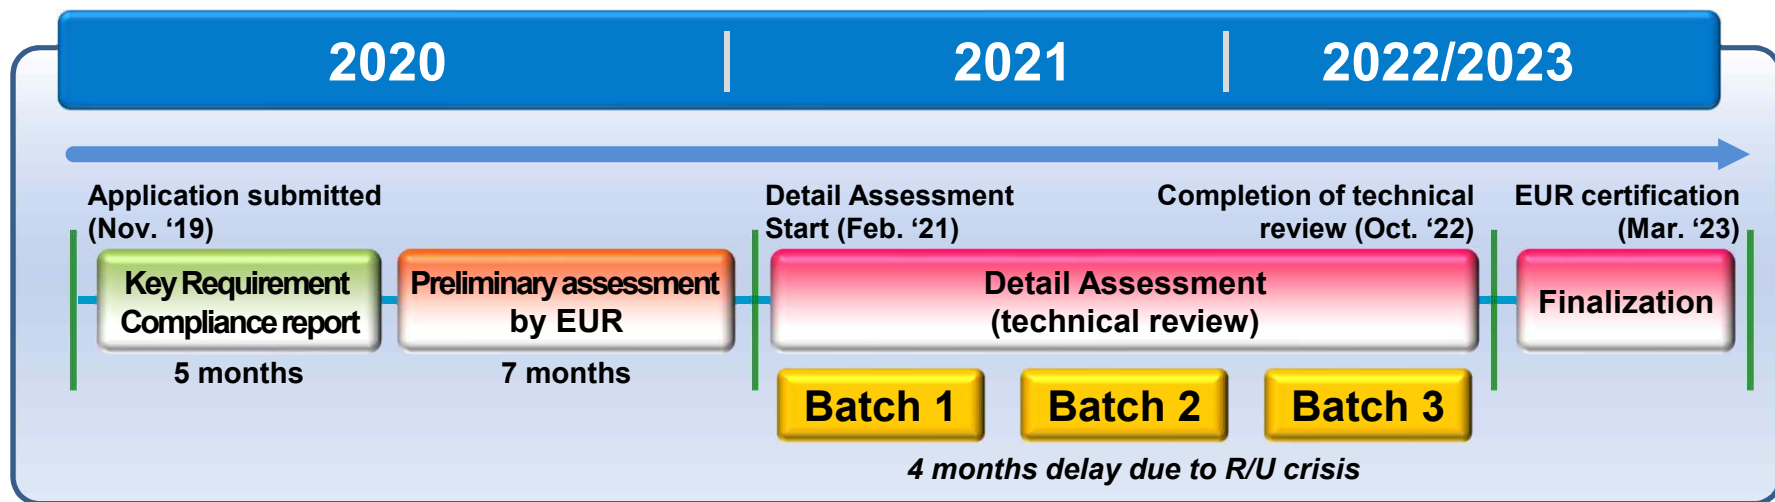 2020
2021
2022/2023
Application submitted
(Nov. ‘19)
Detail Assessment
Start (Feb. ‘21)
Completion of technical
review (Oct. ‘22)
EUR certification
(Mar. ‘23)
Key Requirement
Compliance report
Preliminary assessment
by EUR
Detail Assessment
(technical review)
Finalization
5 months
7 months
Batch 1
Batch 2
Batch 3
4 months delay due to R/U crisis